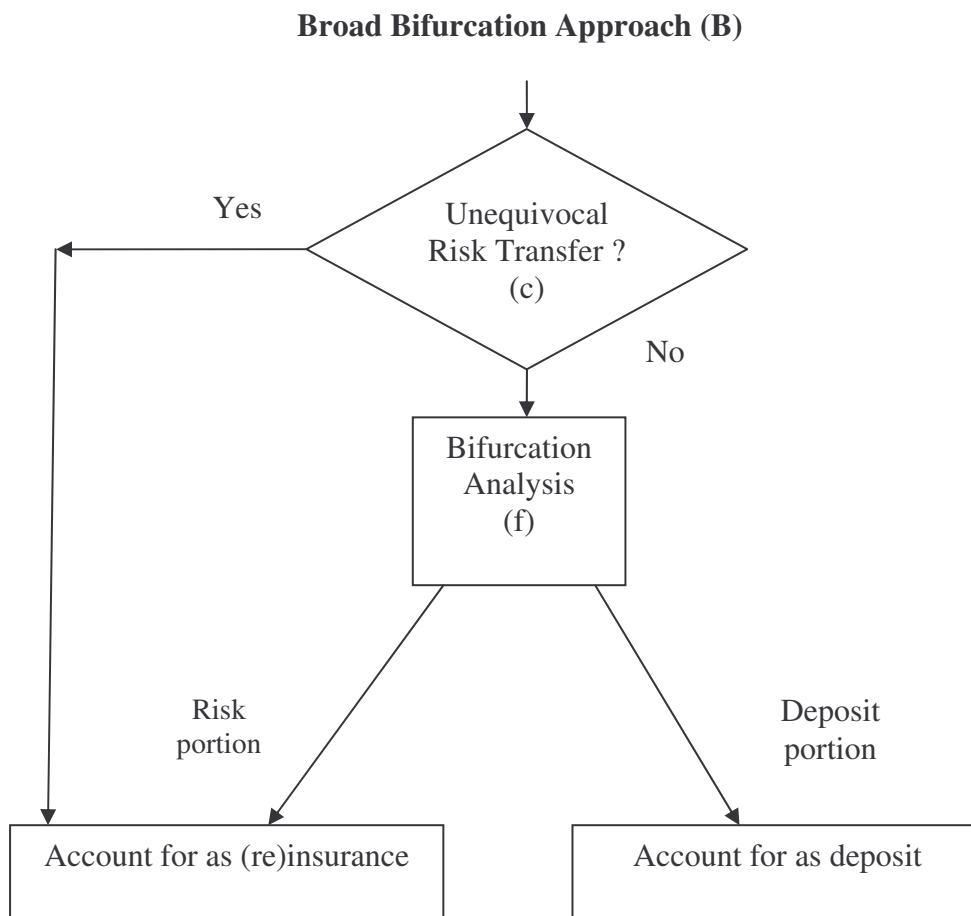 Broad Bifurcation Approach (B)
Yes
Unequivocal
Risk Transfer ?
(c)
No
Bifurcation
Analysis
(f)
Risk
portion
Deposit
portion
Account for as (re)insurance
Account for as deposit